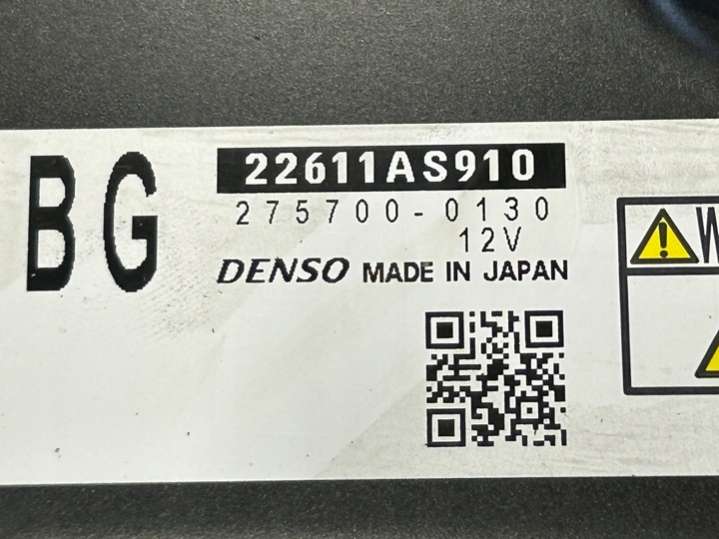 BG
22611AS910
275700-0130
12V
DENSO MADE IN JAPAN